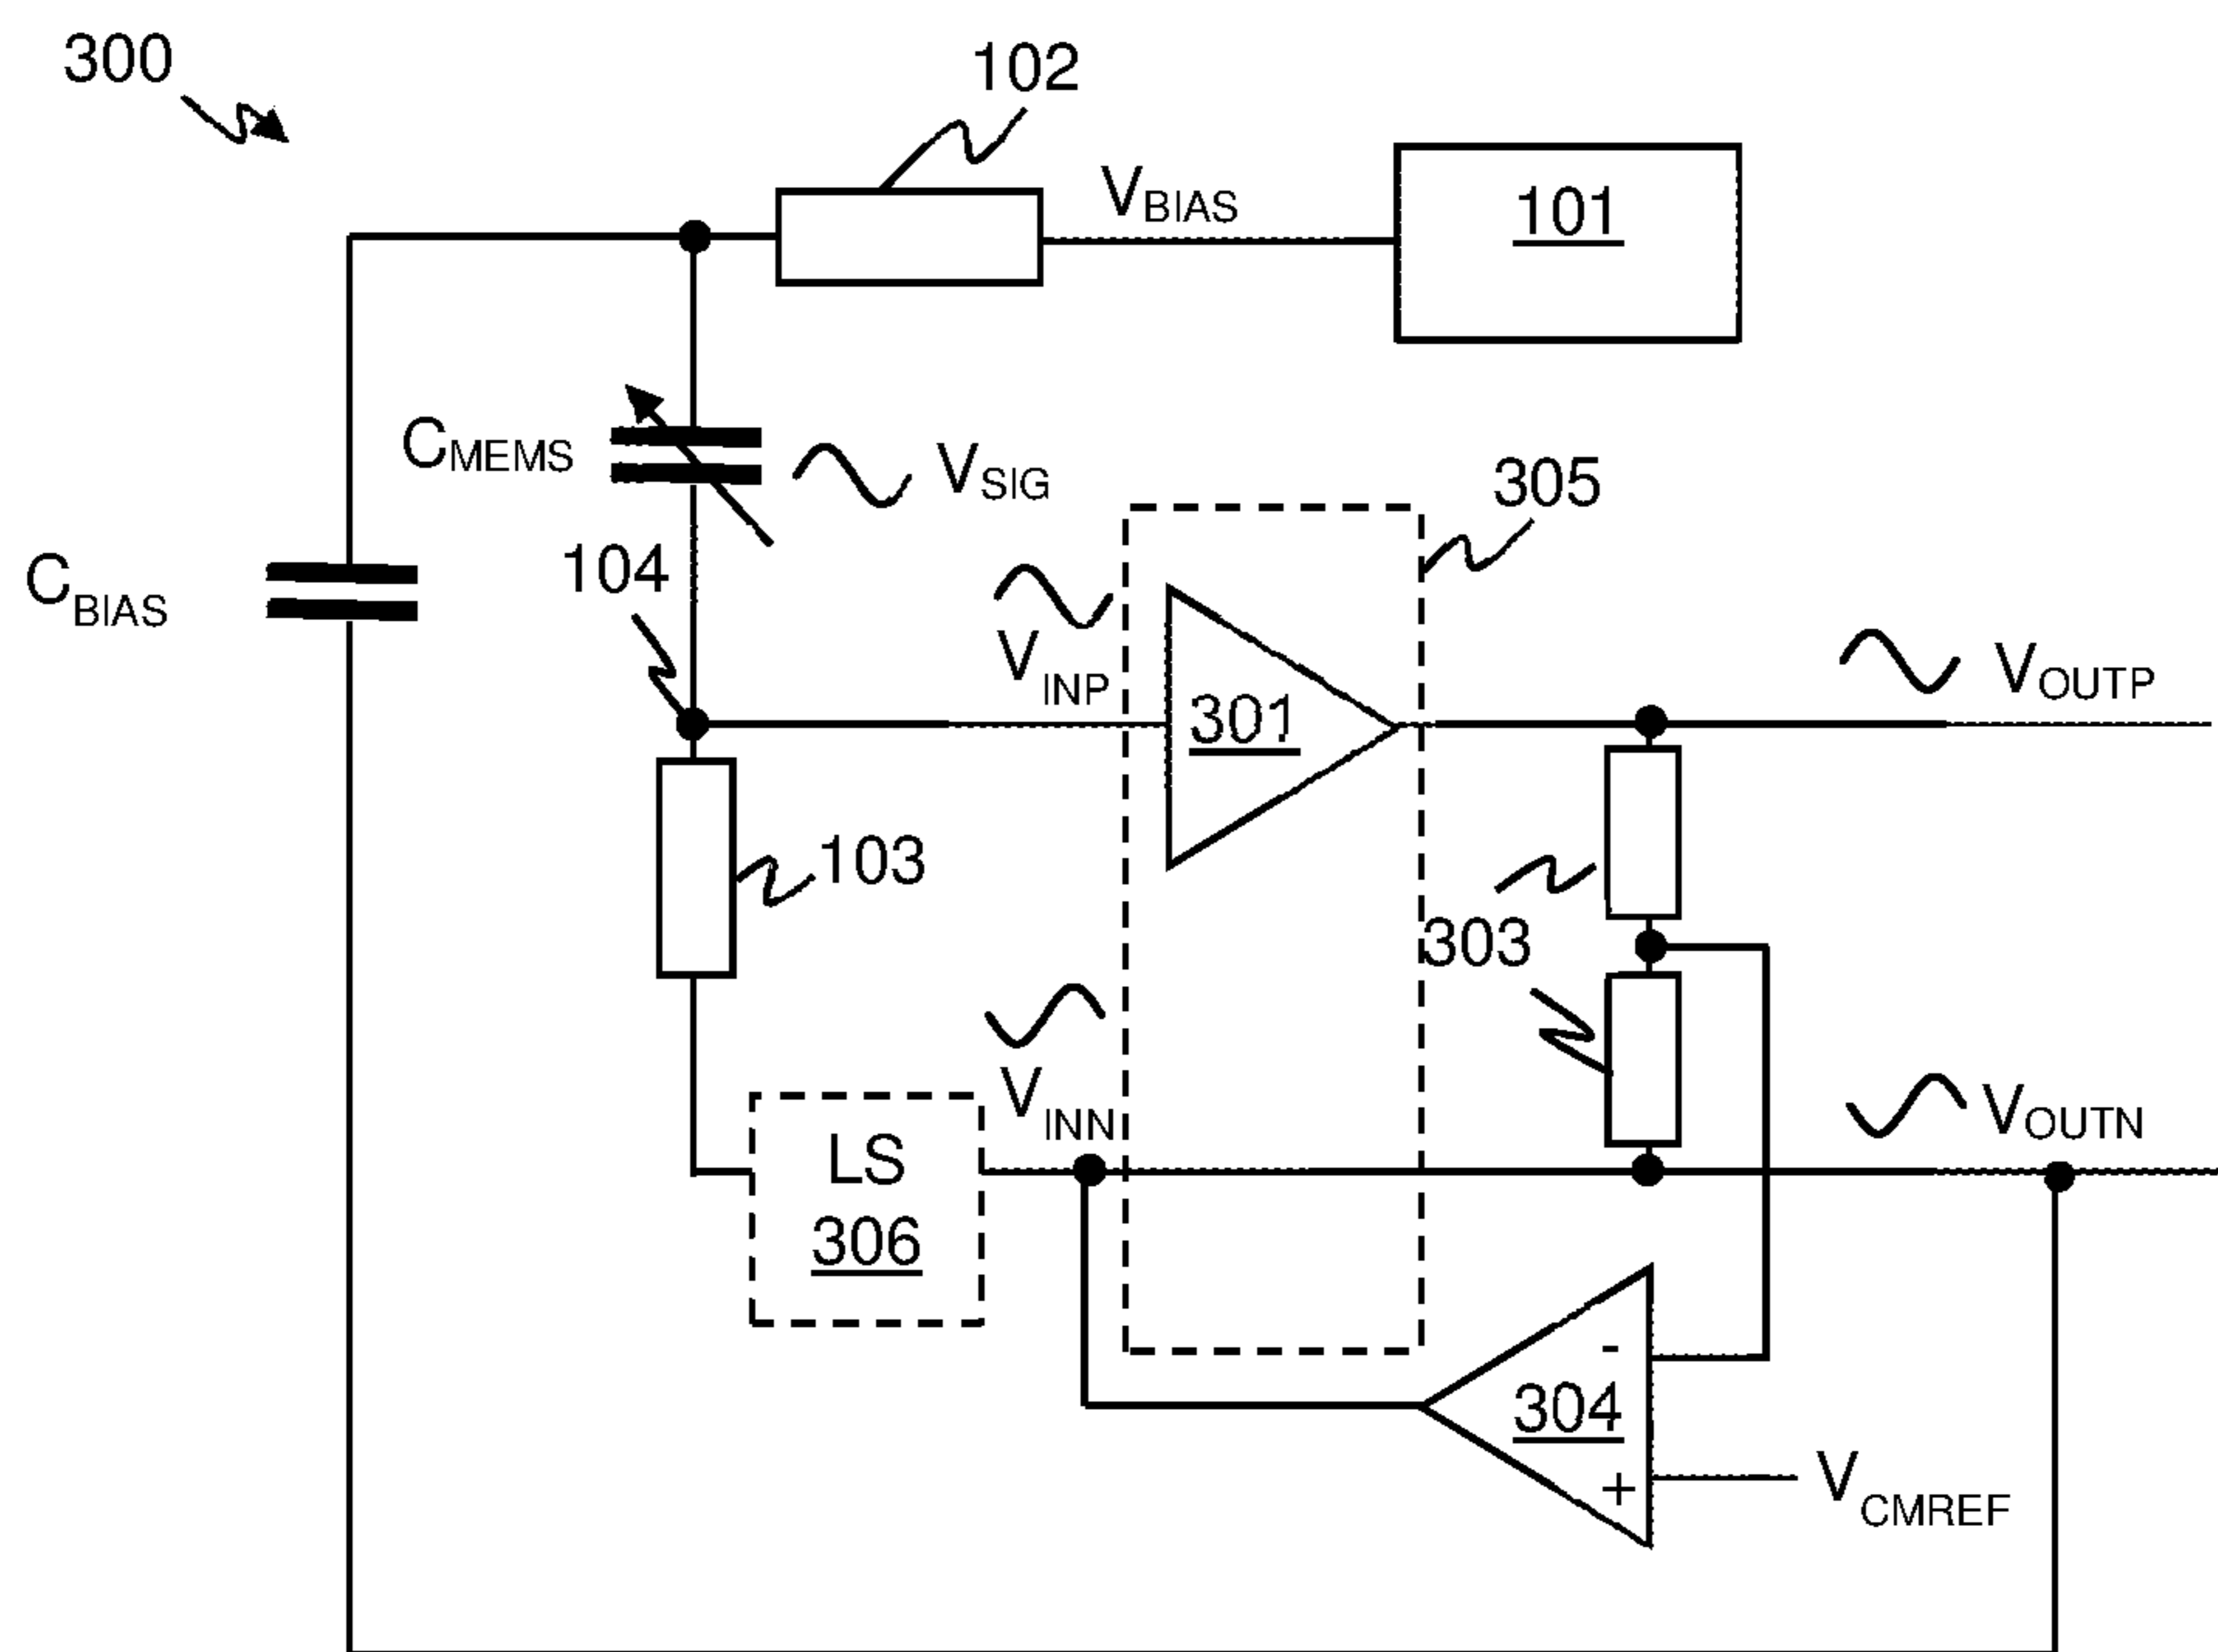 300
102
VBIAS
101
CMEMS
VSIG
305
104
CBIAS
VINP
301
VOUTP
103
303
VINN
VOUTN
LS
306
-
304
+
VCMREF